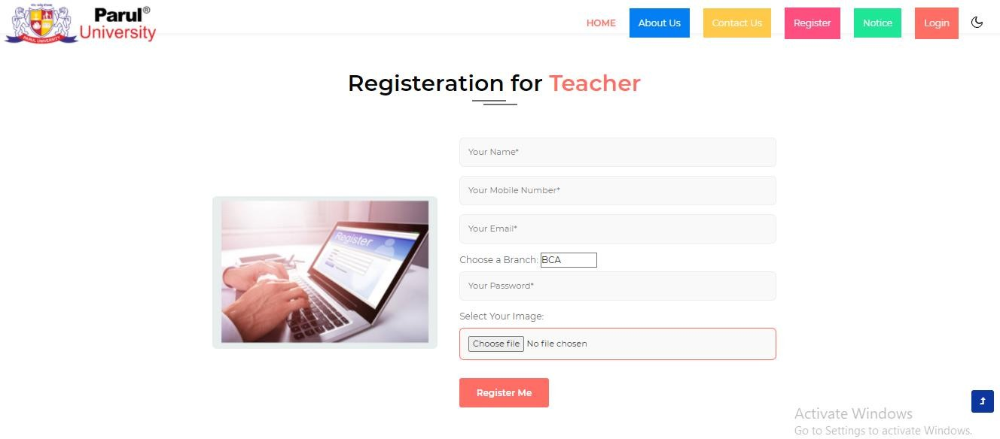 Parul®
University
PARUL UNIVERSITY
HOME About Us Contact Us Register Notice Login
Registeration for Teacher
Your Name*
Your Mobile Number*
Your Email*
Choose a Branch: BCA
Your Password*
Select Your Image:
Choose file No file chosen
Register Me
Register
Activate Windows
Go to Settings to activate Windows.